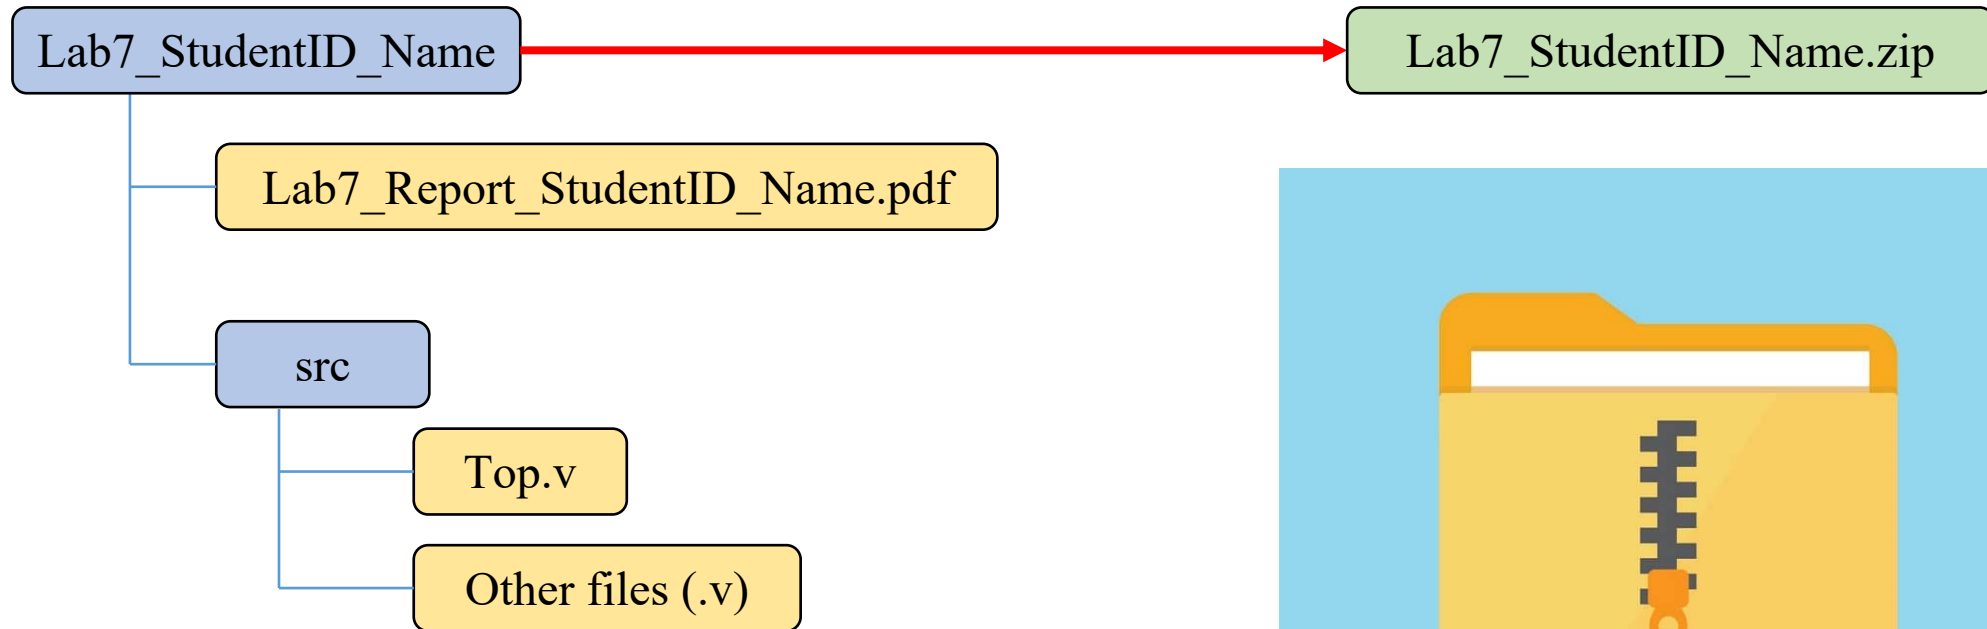 Lab7_StudentID_Name
Lab7_StudentID_Name.zip
Lab7_Report_StudentID_Name.pdf
src
Top.v
Other files (.v)